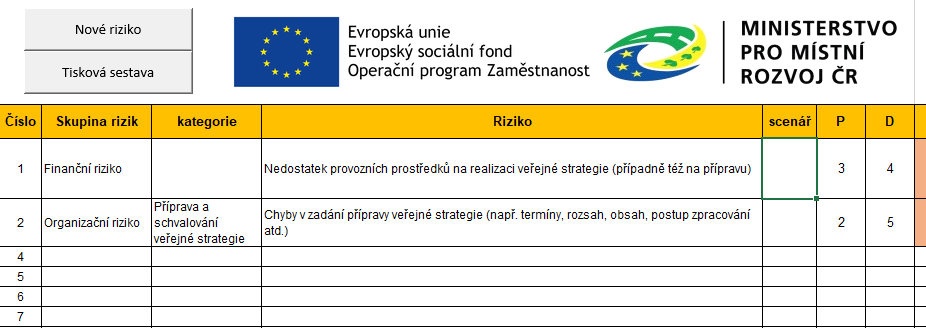 Nové riziko
Tisková sestava
Evropská unie
Evropský sociální fond
Operační program Zaměstnanost
MINISTERSTVO
PRO MÍSTNÍ
ROZVOJ ČR
Číslo Skupina rizik kategorie Riziko scenář P D
1 Finanční riziko Nedostatek provozních prostředků na realizaci veřejné strategie (případně též na přípravu) 3 4
2 Organizační riziko Příprava a
schvalování
veřejné strategie
Chyby v zadání přípravy veřejné strategie (např. termíny, rozsah, obsah, postup zpracování
atd.)
2 5
4
5
6
7